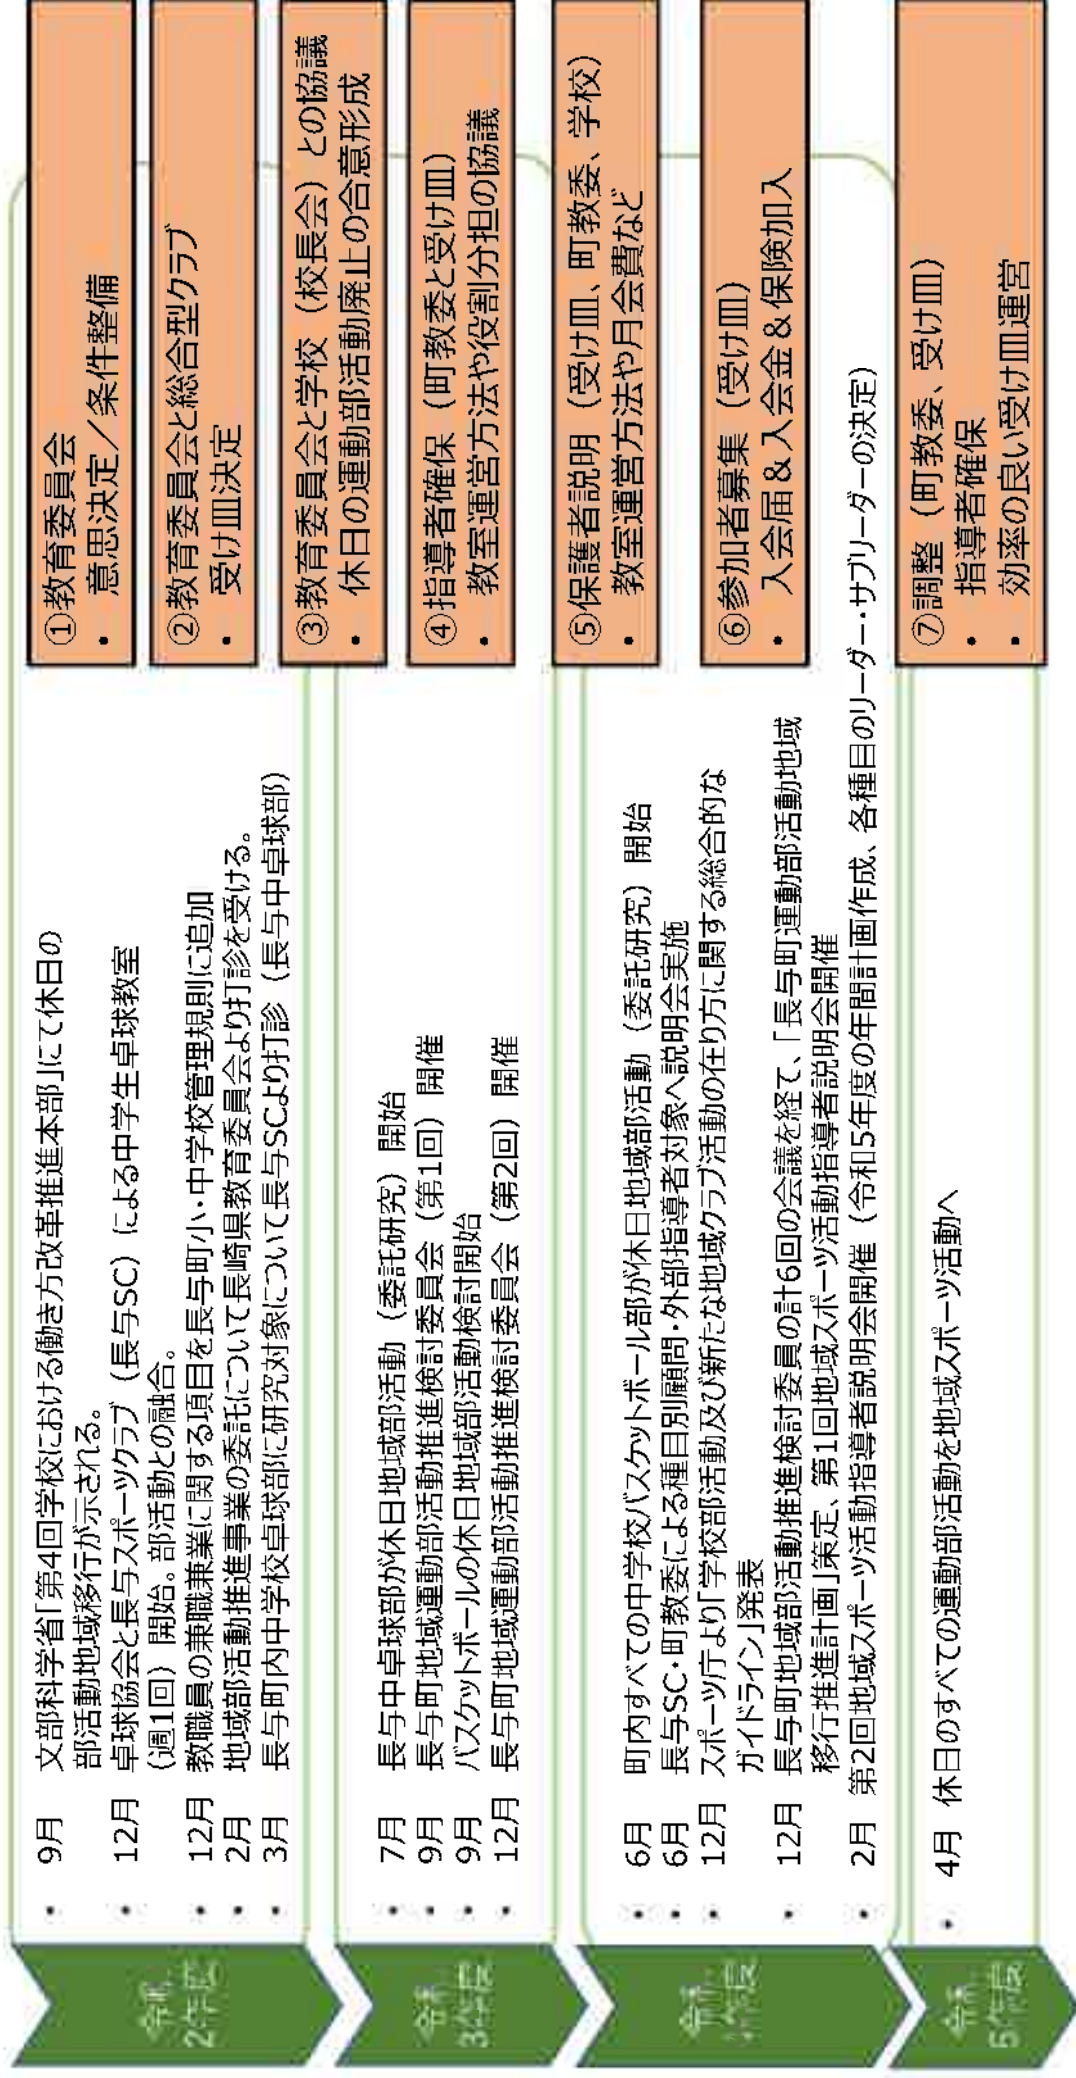 令和
2年度
・ 9月 文部科学省「第4回学校における働き方改革推進本部」にて休日の
部活動地域移行が示される。
・ 12月 卓球協会と長与スポーツクラブ（長与SC）による中学生卓球教室
（週1回）開始。部活動との融合。
・ 12月 教職員の兼職兼業に関する項目を長与町小・中学校管理規則に追加
・ 2月 地域部活動推進事業の委託について長崎県教育委員会より打診を受ける。
・ 3月 長与町内中学校卓球部に研究対象について長与SCより打診（長与中卓球部）
①教育委員会
・ 意思決定／条件整備
②教育委員会と総合型クラブ
・ 受け皿決定
③教育委員会と学校（校長会）との協議
・ 休日の運動部活動廃止の合意形成
令和
3年度
・ 7月 長与中卓球部が休日地域部活動（委託研究）開始
・ 9月 長与町地域運動部活動推進検討委員会（第1回）開催
・ 9月 バスケットボールの休日地域部活動検討開始
・ 12月 長与町地域運動部活動推進検討委員会（第2回）開催
④指導者確保（町教委と受け皿）
・ 教室運営方法や役割分担の協議
令和
年度
・ 6月 町内すべての中学校バスケットボール部が休日地域部活動（委託研究）開始
・ 6月 長与SC・町教委による種目別顧問・外部指導者対象へ説明会実施
・ 12月 スポーツ庁より「学校部活動及び新たな地域クラブ活動の在り方に関する総合的な
ガイドライン」発表
・ 12月 長与町地域部活動推進検討委員の計6回の会議を経て、「長与町運動部活動地域
移行推進計画」策定、第1回地域スポーツ活動指導者説明会開催
・ 2月 第2回地域スポーツ活動指導者説明会開催（令和5年度の年間計画作成、各種目のリーダー・サブリーダーの決定）
⑤保護者説明（受け皿、町教委、学校）
・ 教室運営方法や月会費など
⑥参加者募集（受け皿）
・ 入会届＆入会金＆保険加入
令和
5年度
・ 4月 休日のすべての運動部活動を地域スポーツ活動へ
⑦調整（町教委、受け皿）
・ 指導者確保
・ 効率の良い受け皿運営